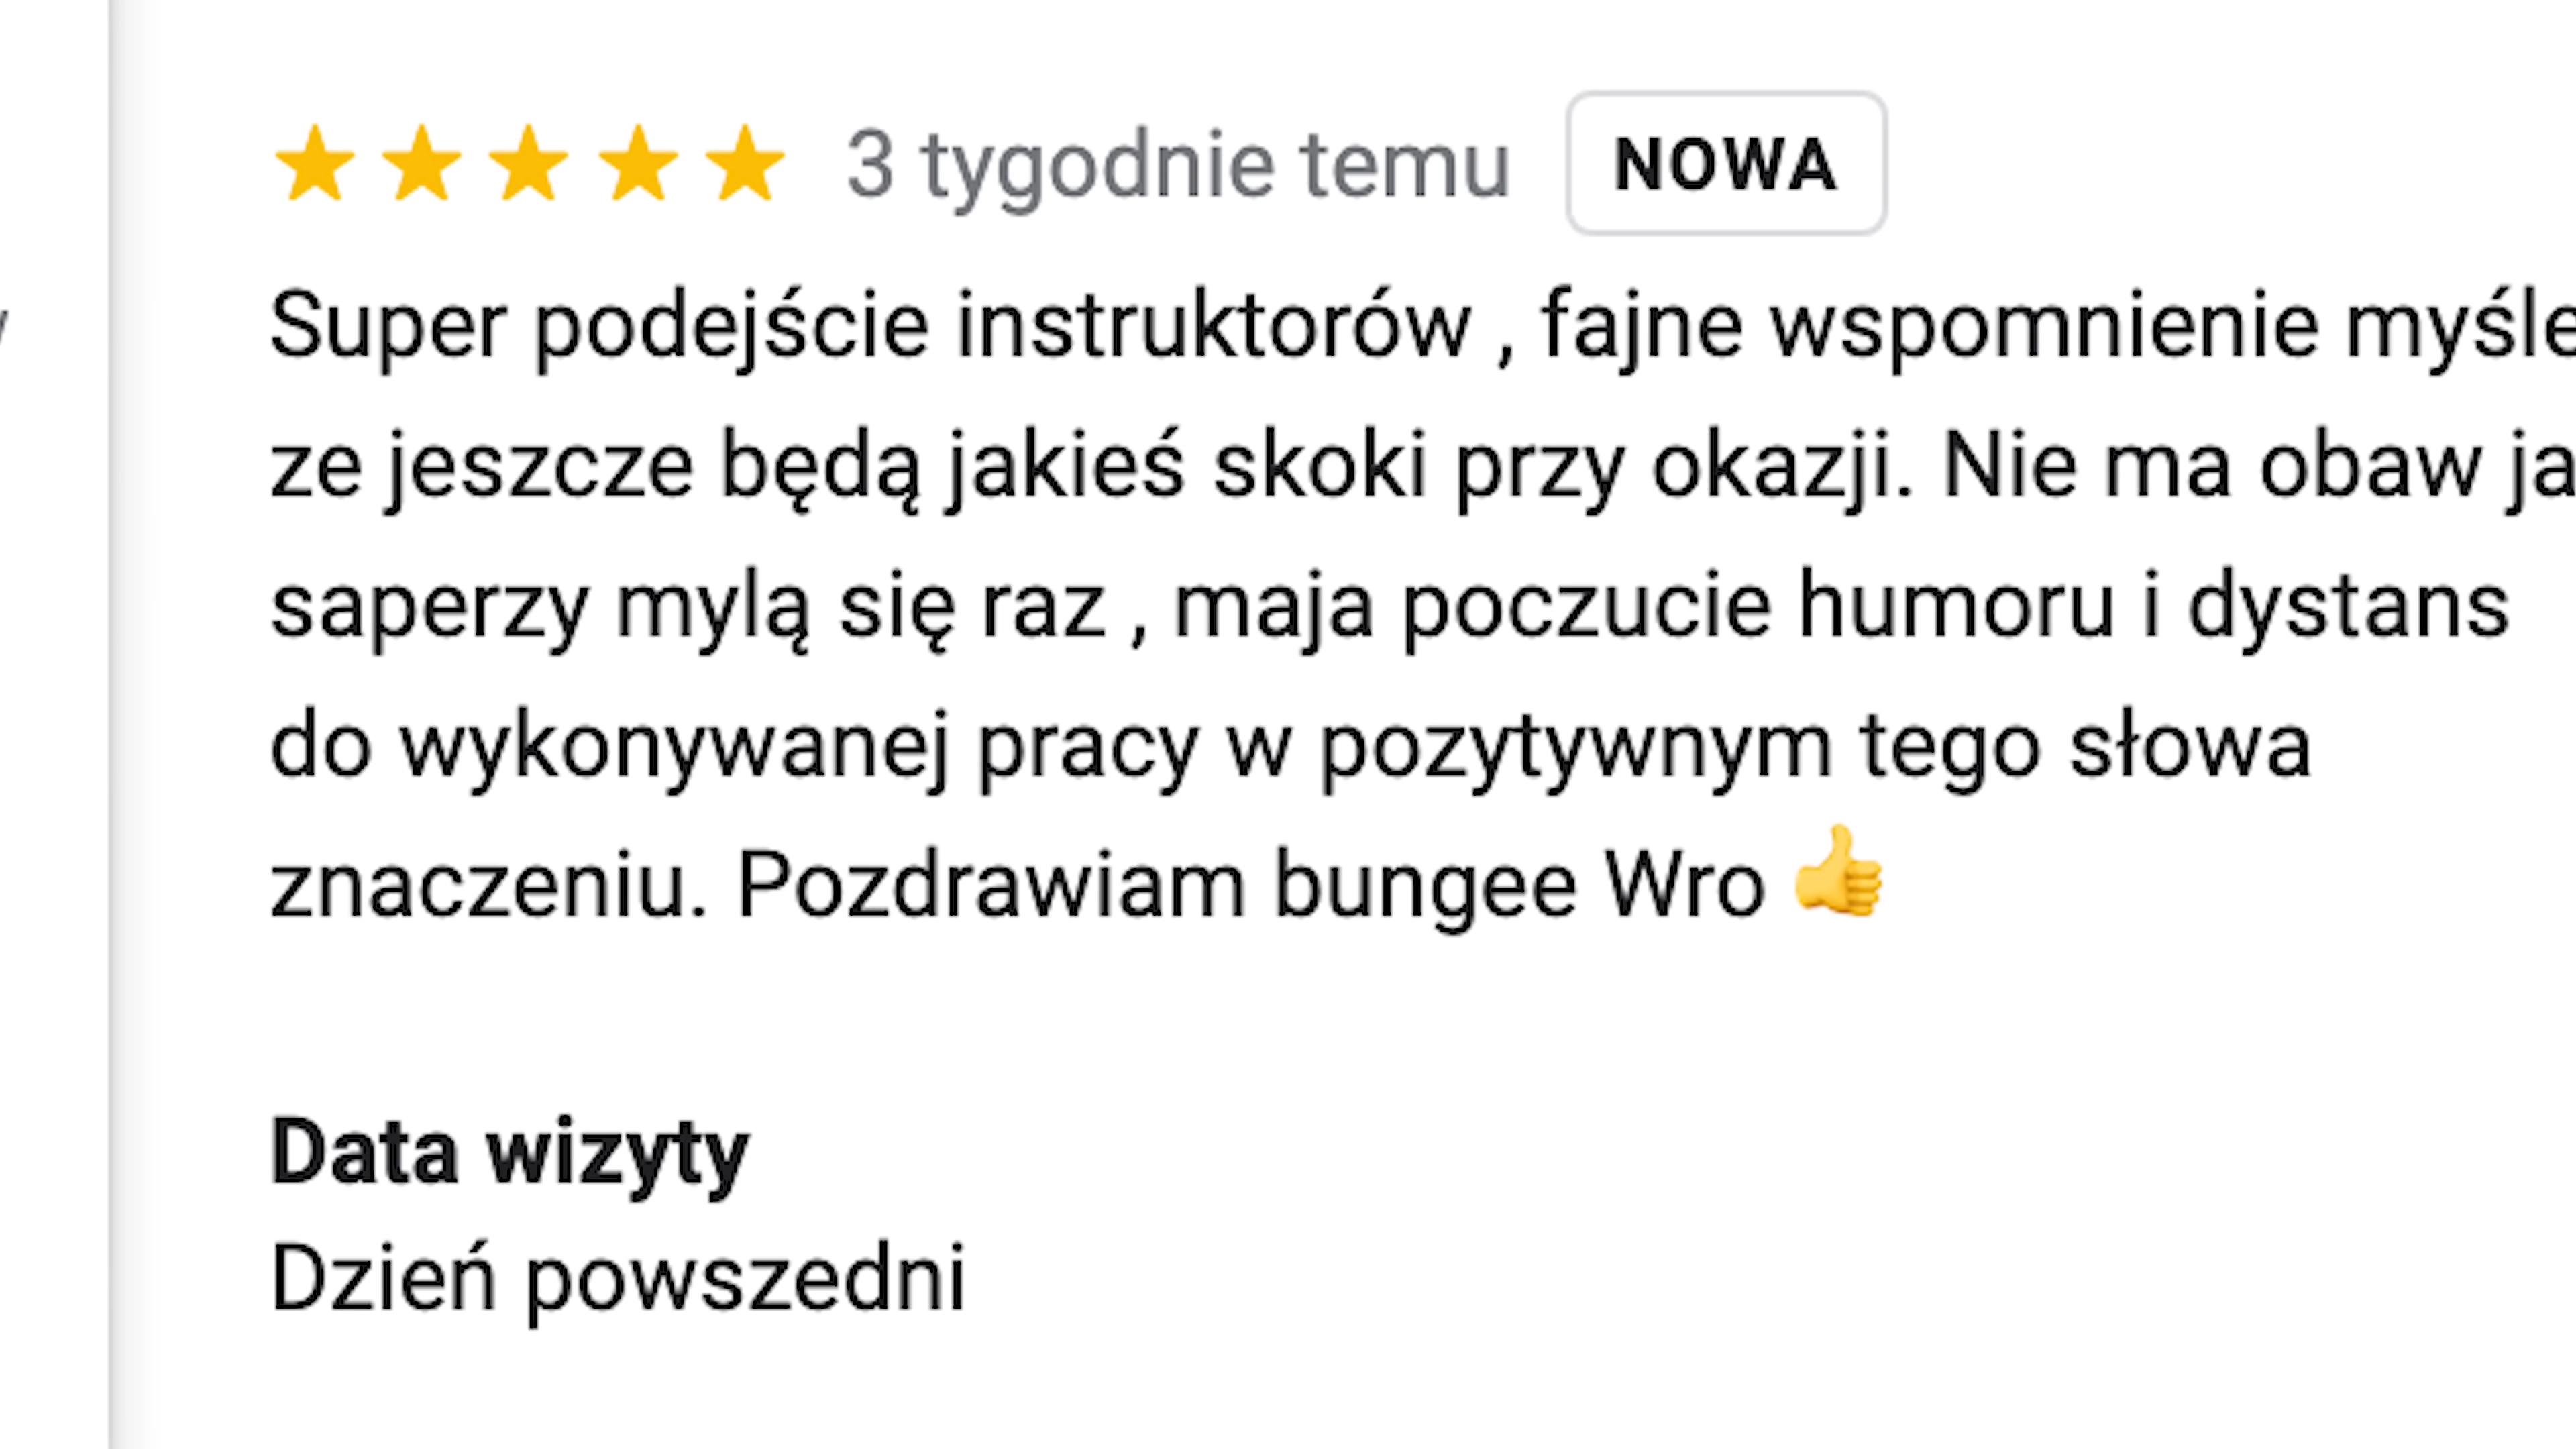 ★★★★★ 3 tygodnie temu NOWA
Super podejście instruktorów , fajne wspomnienie myśle
ze jeszcze będą jakieś skoki przy okazji. Nie ma obaw ja
saperzy mylą się raz , maja poczucie humoru i dystans
do wykonywanej pracy w pozytywnym tego słowa
znaczeniu. Pozdrawiam bungee Wro 👍
Data wizyty
Dzień powszedni